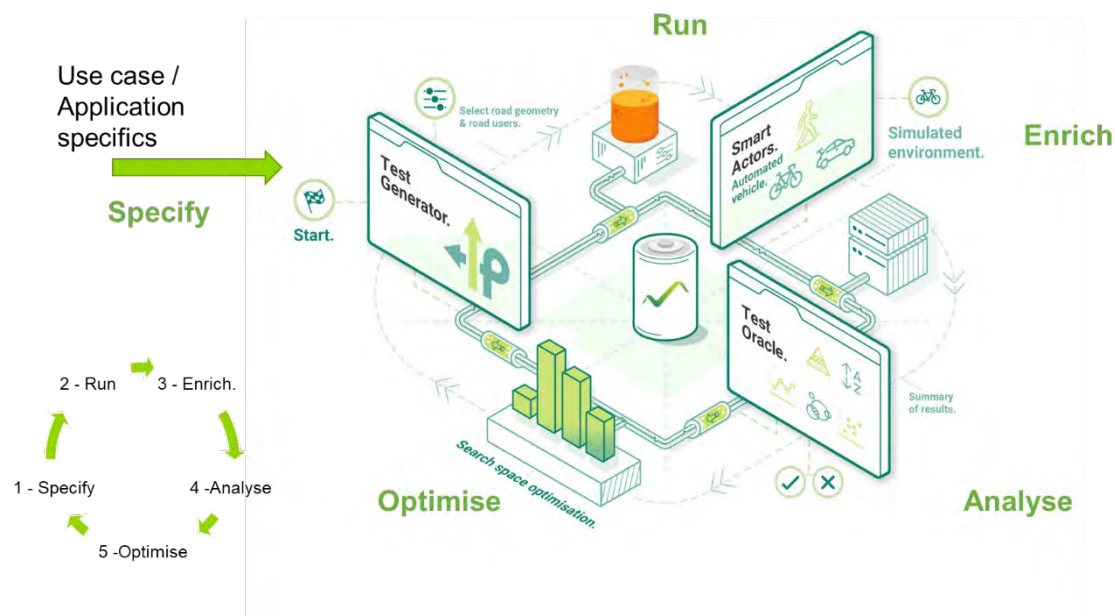 Run
Use case /
Application
specifics
Select road geometry
& road users.
Smart
Actors.
Automated
vehicle.
Simulated
environment.
Enrich
Test
Generator.
Specify
Start.
Test
Oracle.
A
Z
Summary
of results.
2 - Run
3 - Enrich.
1 - Specify
4 -Analyse
5 -Optimise
Search space optimisation.
Optimise
Analyse